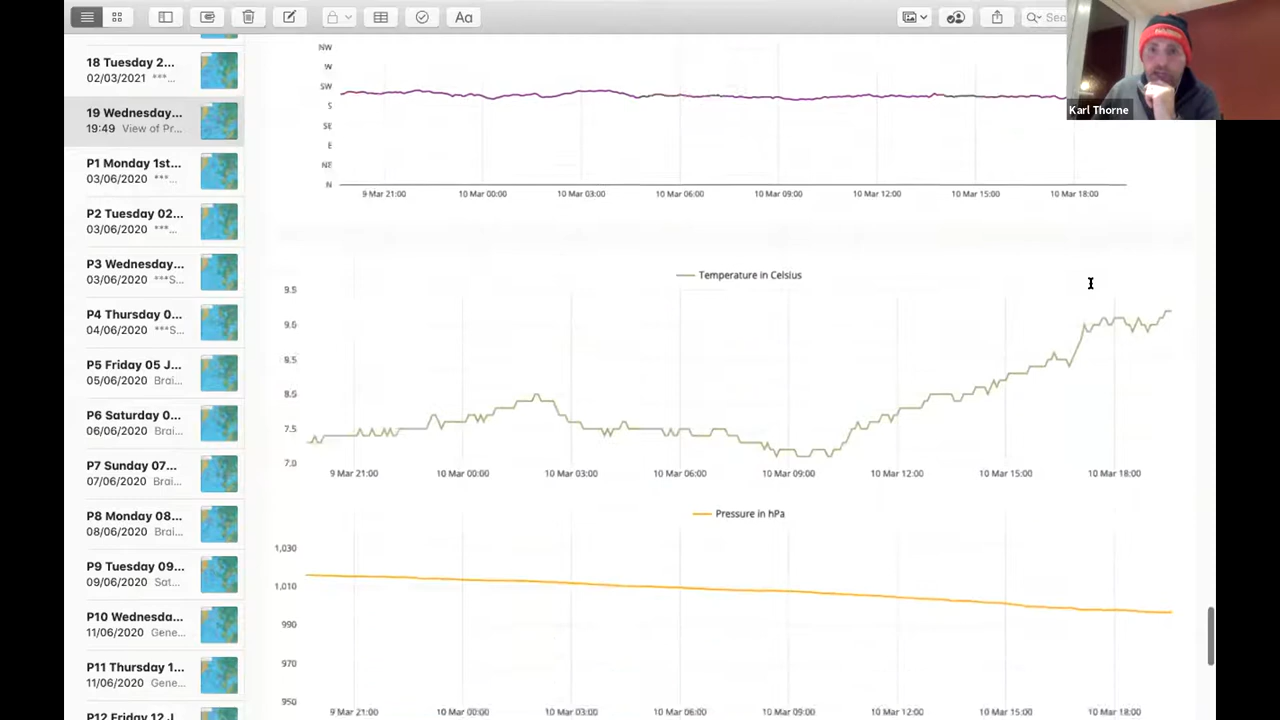 Aa
Sea
Karl Thorne
18 Tuesday 2...
02/03/2021 ***...
19 Wednesday...
19:49 View of Pr...
P1 Monday 1st...
03/06/2020 ***...
P2 Tuesday 02...
03/06/2020 ***...
P3 Wednesday...
03/06/2020 ***S...
P4 Thursday 0...
04/06/2020 ***S...
P5 Friday 05 J...
05/06/2020 Brai...
P6 Saturday 0...
06/06/2020 Brai...
P7 Sunday 07...
07/06/2020 Brai...
P8 Monday 08...
08/06/2020 Brai...
P9 Tuesday 09...
09/06/2020 Sat...
P10 Wednesda...
11/06/2020 Gene...
P11 Thursday 1...
11/06/2020 Gene...
P12 Friday 12 J...
NW
W
SW
S
SE
E
NE
N
9 Mar 21:00 10 Mar 00:00 10 Mar 03:00 10 Mar 06:00 10 Mar 09:00 10 Mar 12:00 10 Mar 15:00 10 Mar 18:00
Temperature in Celsius
9.5
8.5
7.5
7.0
9 Mar 21:00 10 Mar 00:00 10 Mar 03:00 10 Mar 06:00 10 Mar 09:00 10 Mar 12:00 10 Mar 15:00 10 Mar 18:00
Pressure in hPa
1,030
1,010
990
970
950
9 Mar 21:00 10 Mar 00:00 10 Mar 03:00 10 Mar 06:00 10 Mar 09:00 10 Mar 12:00 10 Mar 15:00 10 Mar 18:00